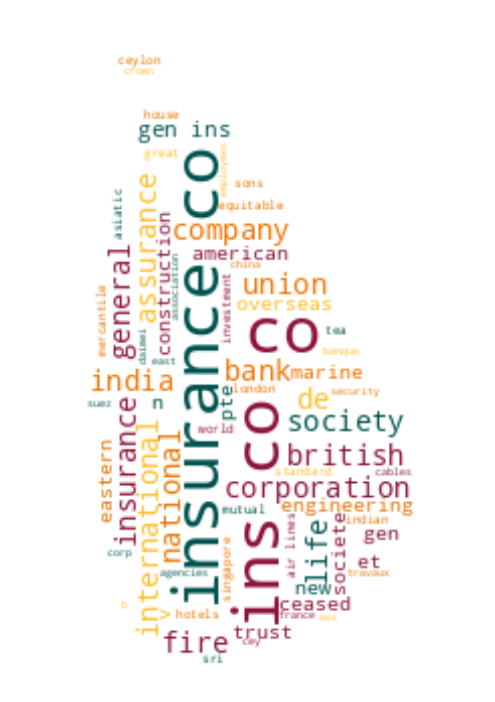 ceylon
crown
house
gen ins
great
employees
insurance co
sons
asiatic
assurance
equitable
construction
company
general
american
association
china
investment
union
mercantile
overseas
co
tea
daimei
east
banque
bank
marine
india
london
security
suez
n
pte
de
society
insurance
world
ins co
british
eastern
international
national
standard
cables
corporation
mutual
engineering
indian
air lines
life
societe
gen
corp
singapore
et
agencies
travaux
new
b
v
hotels
ceased
france
ass
fire
trust
cey
sri